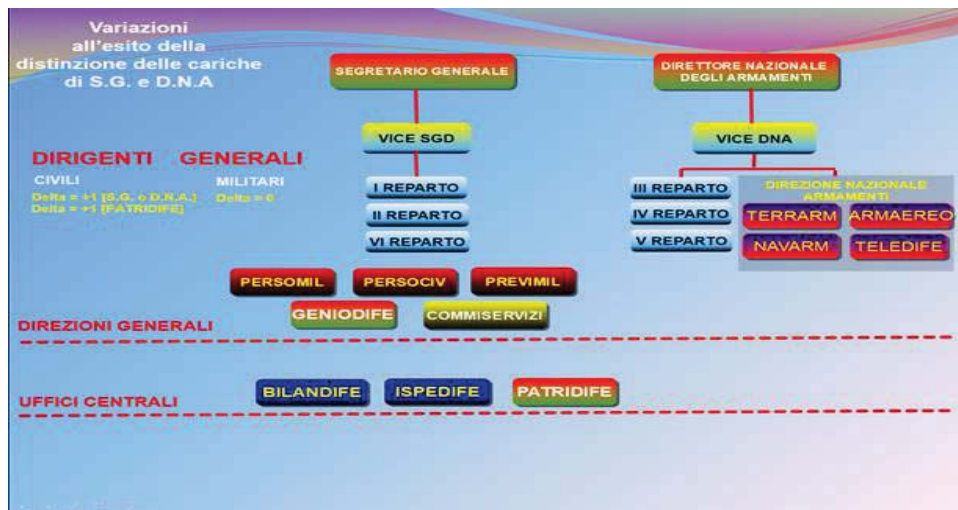 Variazioni
all'esito della
distinzione delle cariche
di S.G. e D.N.A
SEGRETARIO GENERALE
DIRETTORE NAZIONALE
DEGLI ARMAMENTI
VICE SGD
VICE DNA
DIRIGENTI GENERALI
CIVILI
MILITARI
Delta = +1 [S.G. o D.N.A.]
Delta = 0
Delta = +1 [PATRIDIFE]
I REPARTO
II REPARTO
VI REPARTO
III REPARTO
IV REPARTO
V REPARTO
DIREZIONE NAZIONALE
ARMAMENTI
TERRARM
ARMAEREO
NAVARM
TELEDIFE
PERSOMIL
PERSOCIV
PREVIMIL
GENIODIFE
COMMISERVIZI
DIREZIONI GENERALI
BILANDIFE
ISPEDIFE
PATRIDIFE
UFFICI CENTRALI